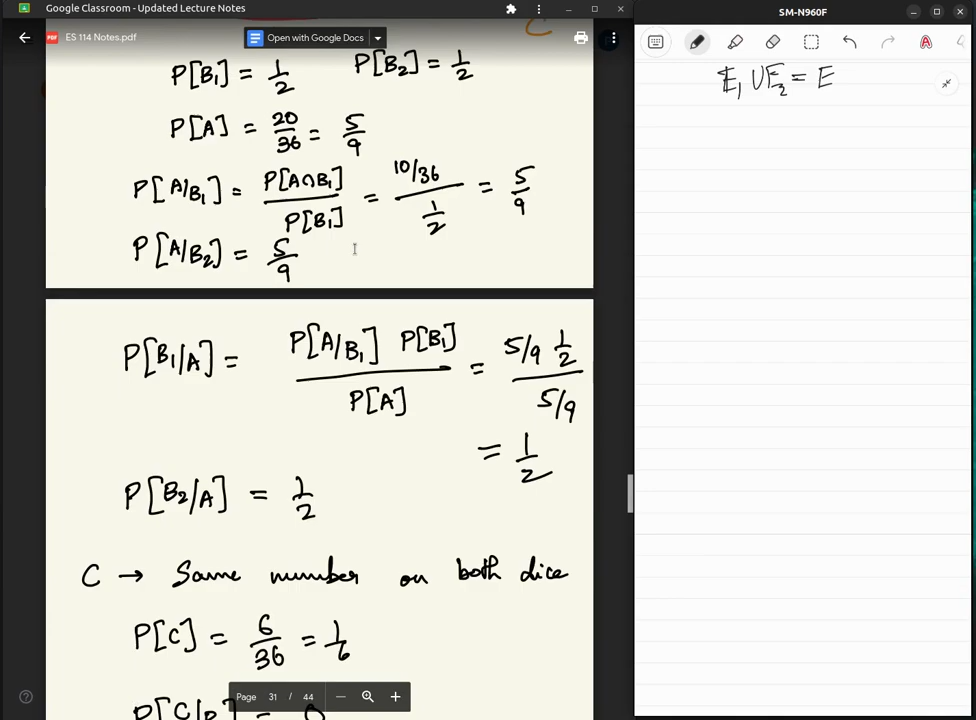 Google Classroom - Updated Lecture Notes
PDF ES 114 Notes.pdf
Open with Google Docs
P[B₁] = 1/2 P[B₂] = 1/2
P[A] = 20/36 = 5/9
P[A/B₁] = P[A∩B₁]/P[B₁] = 10/36 / 1/2 = 5/9
P[A/B₂] = 5/9
P[B₁/A] = P[A/B₁] P[B₁] / P[A] = 5/9 1/2 / 5/9
= 1/2
P[B₂/A] = 1/2
C → Same number on both dice
P[C] = 6/36 = 1/6
Page 31 / 44
SM-N960F
E₁ ∪ E₂ = E